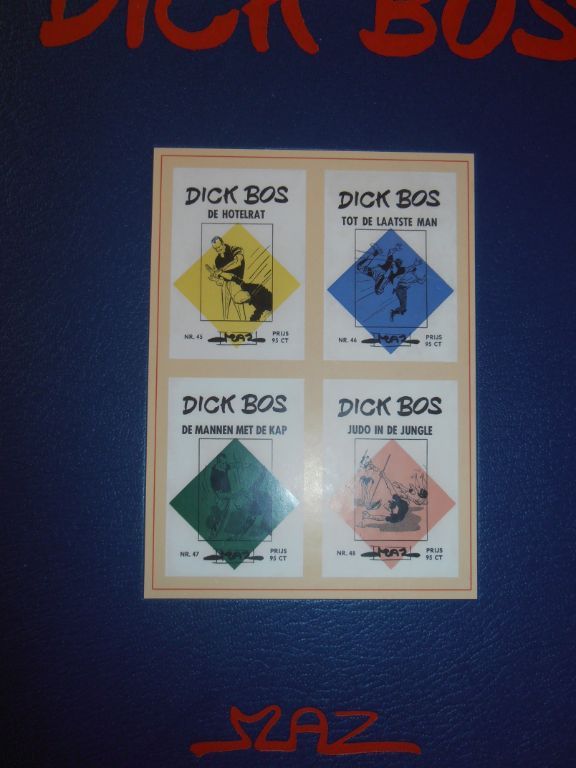 DICK BOS
DICK BOS
DE HOTELRAT
NR. 45
MAZ
PRIJS
95 CT
DICK BOS
TOT DE LAATSTE MAN
NR. 46
MAZ
PRIJS
95 CT
DICK BOS
DE MANNEN MET DE KAP
NR. 47
MAZ
PRIJS
95 CT
DICK BOS
JUDO IN DE JUNGLE
NR. 48
MAZ
PRIJS
95 CT
MAZ